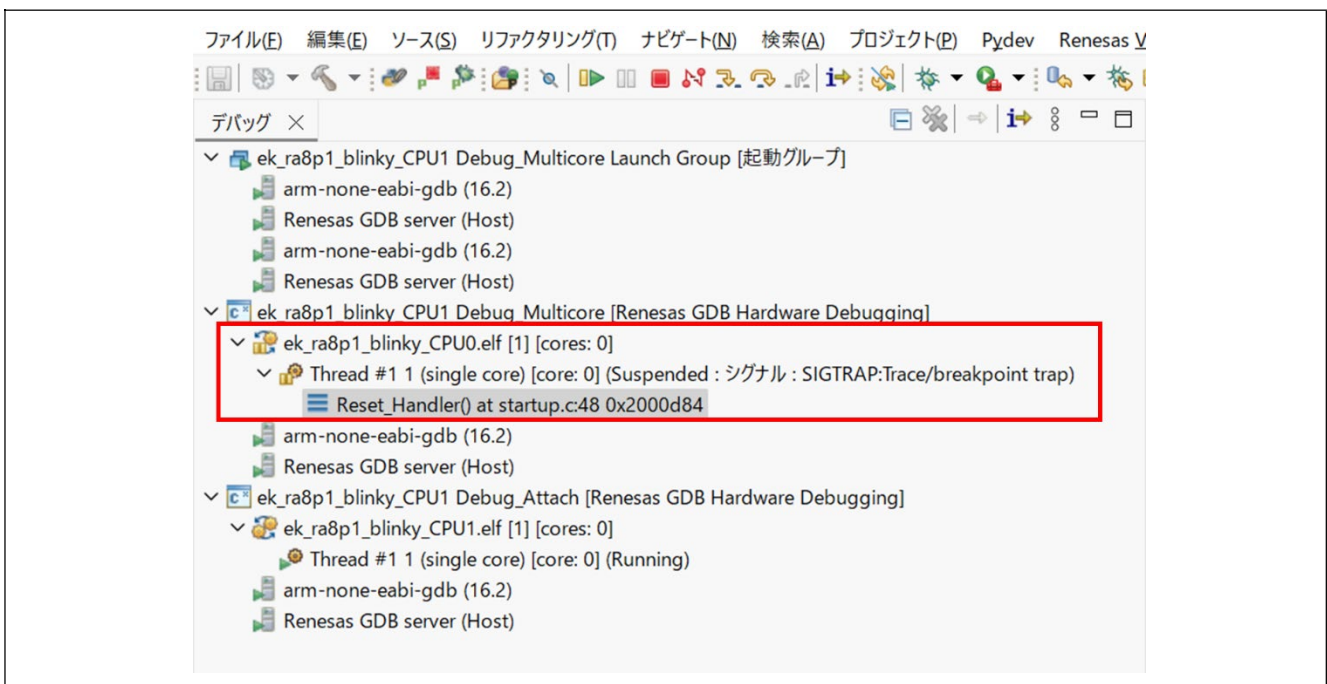 ファイル(F) 編集(E) ソース(S) リファクタリング(T) ナビゲート(N) 検索(A) プロジェクト(P) Pydev Renesas V
デバッグ
ek_ra8p1_blinky_CPU1 Debug_Multicore Launch Group [起動グループ]
arm-none-eabi-gdb (16.2)
Renesas GDB server (Host)
arm-none-eabi-gdb (16.2)
Renesas GDB server (Host)
ek_ra8p1_blinky_CPU1 Debug_Multicore [Renesas GDB Hardware Debugging]
ek_ra8p1_blinky_CPU0.elf [1] [cores: 0]
Thread #1 1 (single core) [core: 0] (Suspended : シグナル : SIGTRAP:Trace/breakpoint trap)
Reset_Handler() at startup.c:48 0x2000d84
arm-none-eabi-gdb (16.2)
Renesas GDB server (Host)
ek_ra8p1_blinky_CPU1 Debug_Attach [Renesas GDB Hardware Debugging]
ek_ra8p1_blinky_CPU1.elf [1] [cores: 0]
Thread #1 1 (single core) [core: 0] (Running)
arm-none-eabi-gdb (16.2)
Renesas GDB server (Host)